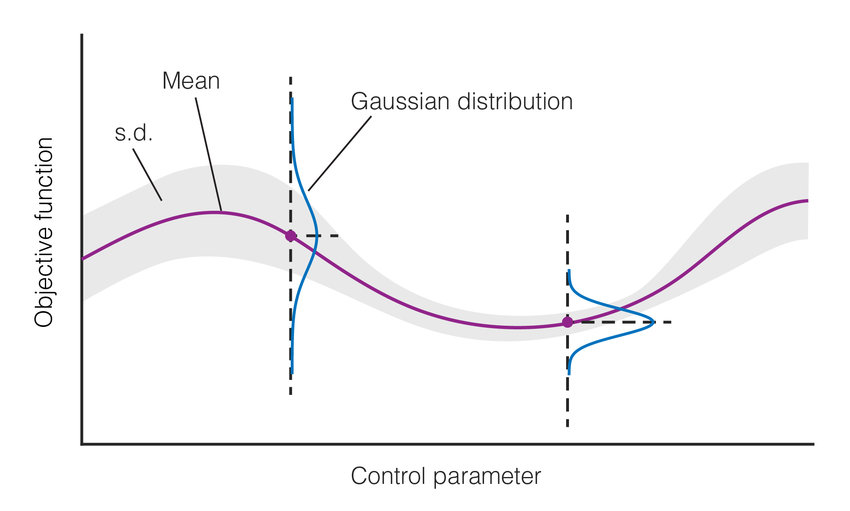 Mean
Gaussian distribution
s.d.
Objective function
Control parameter